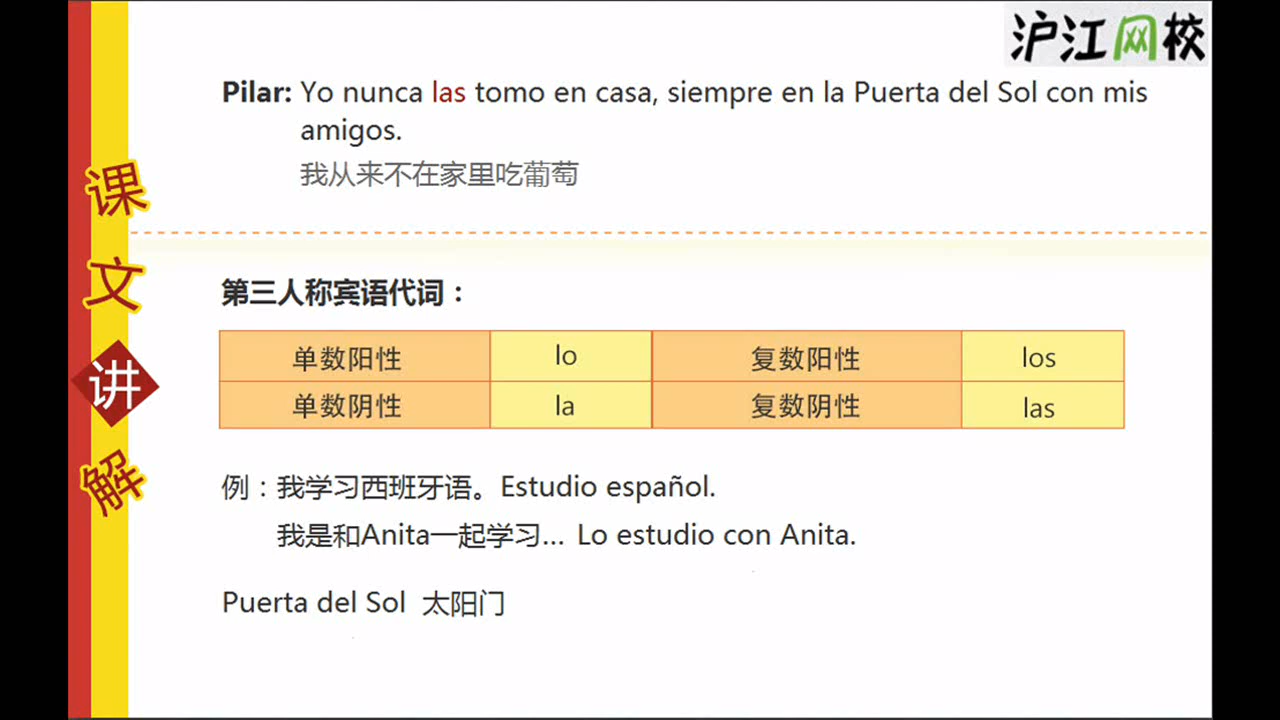 沪江网校
Pilar: Yo nunca las tomo en casa, siempre en la Puerta del Sol con mis
amigos.
我从来不在家里吃葡萄
课
文
讲
解
第三人称宾语代词：
单数阳性 lo 复数阳性 los
单数阴性 la 复数阴性 las
例：我学习西班牙语。Estudio español.
我是和Anita一起学习... Lo estudio con Anita.
Puerta del Sol 太阳门